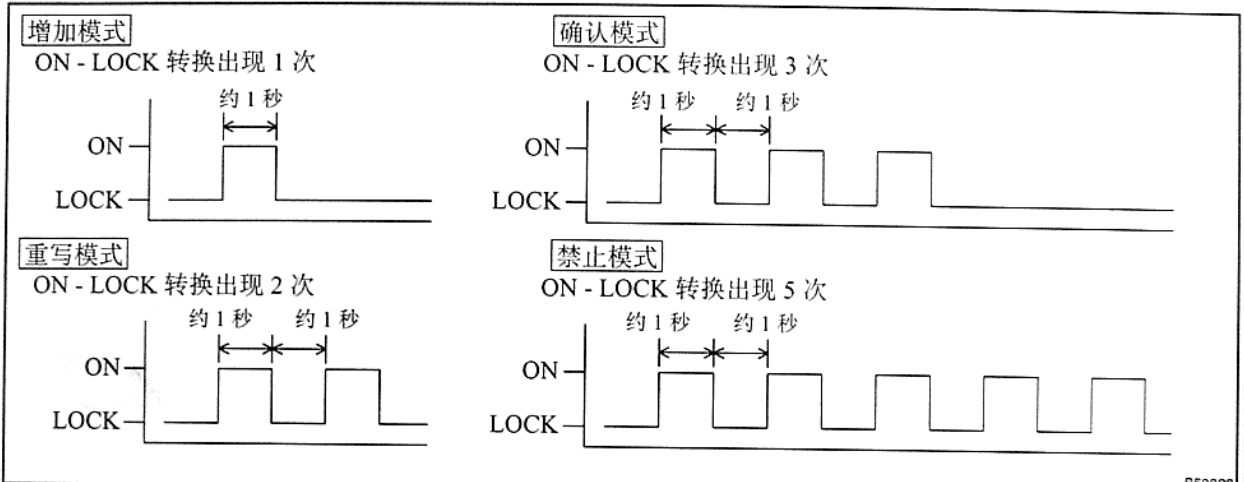 增加模式
ON - LOCK 转换出现 1 次
约 1 秒
ON
LOCK
确认模式
ON - LOCK 转换出现 3 次
约 1 秒 约 1 秒
ON
LOCK
重写模式
ON - LOCK 转换出现 2 次
约 1 秒 约 1 秒
ON
LOCK
禁止模式
ON - LOCK 转换出现 5 次
约 1 秒 约 1 秒
ON
LOCK